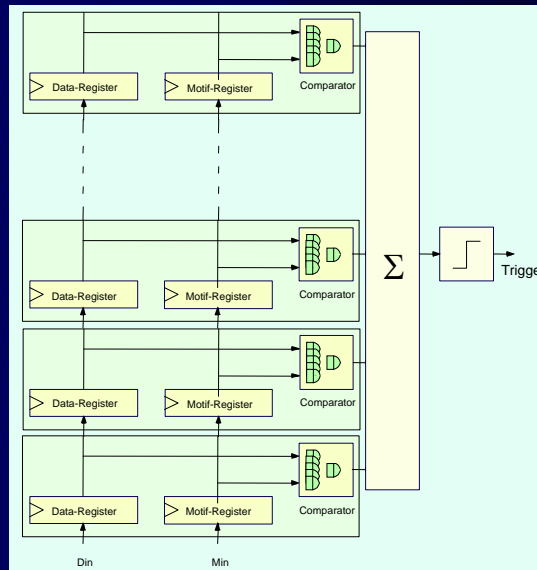 Data-Register
Motif-Register
Comparator
Data-Register
Motif-Register
Comparator
Σ
Trigge
Data-Register
Motif-Register
Comparator
Data-Register
Motif-Register
Comparator
Din
Min